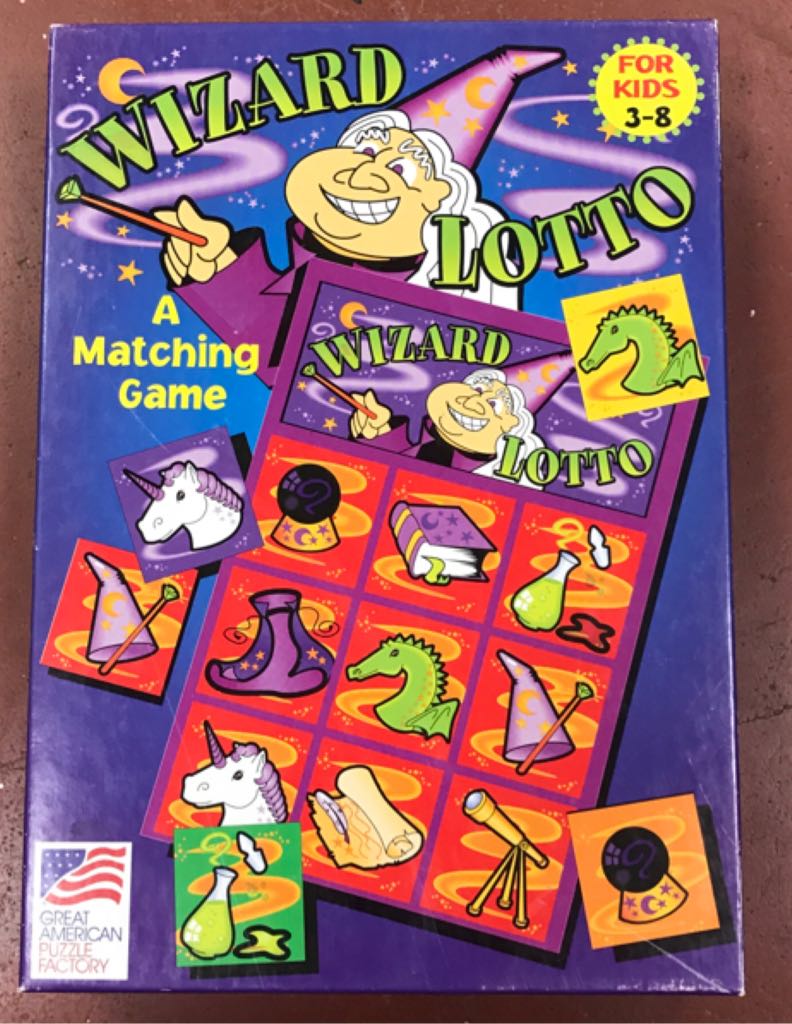 WIZARD
LOTTO
FOR
KIDS
3-8
A
Matching
Game
WIZARD
LOTTO
GREAT
AMERICAN
PUZZLE
FACTORY